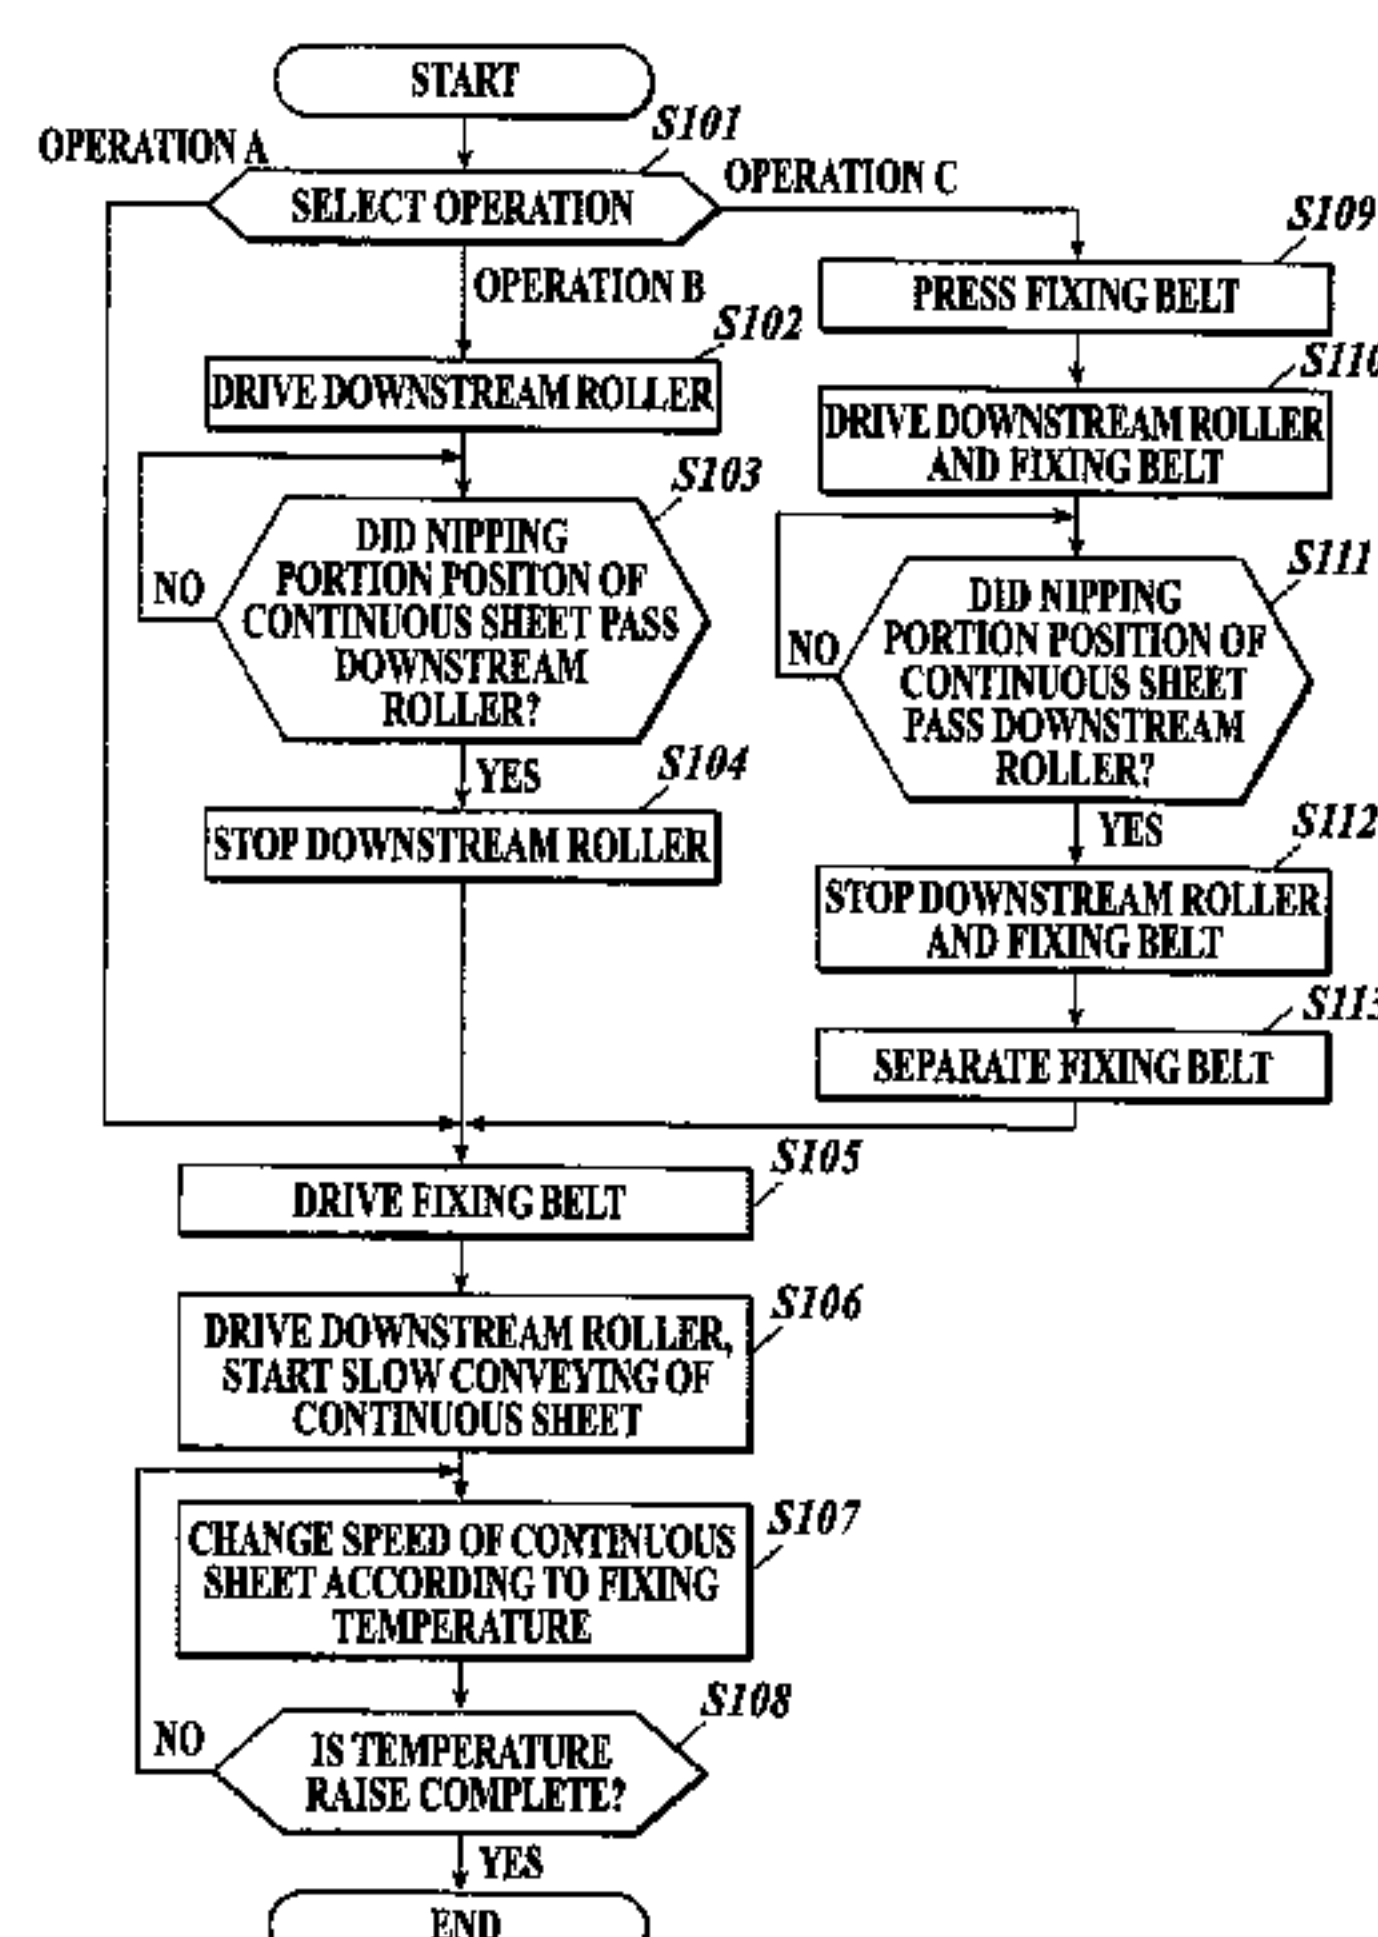 START
S101
OPERATION A
SELECT OPERATION
OPERATION C
OPERATION B
S102
DRIVE DOWNSTREAM ROLLER
S103
DID NIPPING
PORTION POSITON OF
CONTINUOUS SHEET PASS
DOWNSTREAM
ROLLER?
NO
YES
S104
STOP DOWNSTREAM ROLLER
S109
PRESS FIXING BELT
S110
DRIVE DOWNSTREAM ROLLER
AND FIXING BELT
S111
DID NIPPING
PORTION POSITION OF
CONTINUOUS SHEET
PASS DOWNSTREAM
ROLLER?
NO
YES
S112
STOP DOWNSTREAM ROLLER
AND FIXING BELT
S113
SEPARATE FIXING BELT
S105
DRIVE FIXING BELT
S106
DRIVE DOWNSTREAM ROLLER,
START SLOW CONVEYING OF
CONTINUOUS SHEET
S107
CHANGE SPEED OF CONTINUOUS
SHEET ACCORDING TO FIXING
TEMPERATURE
S108
IS TEMPERATURE
RAISE COMPLETE?
NO
YES
END